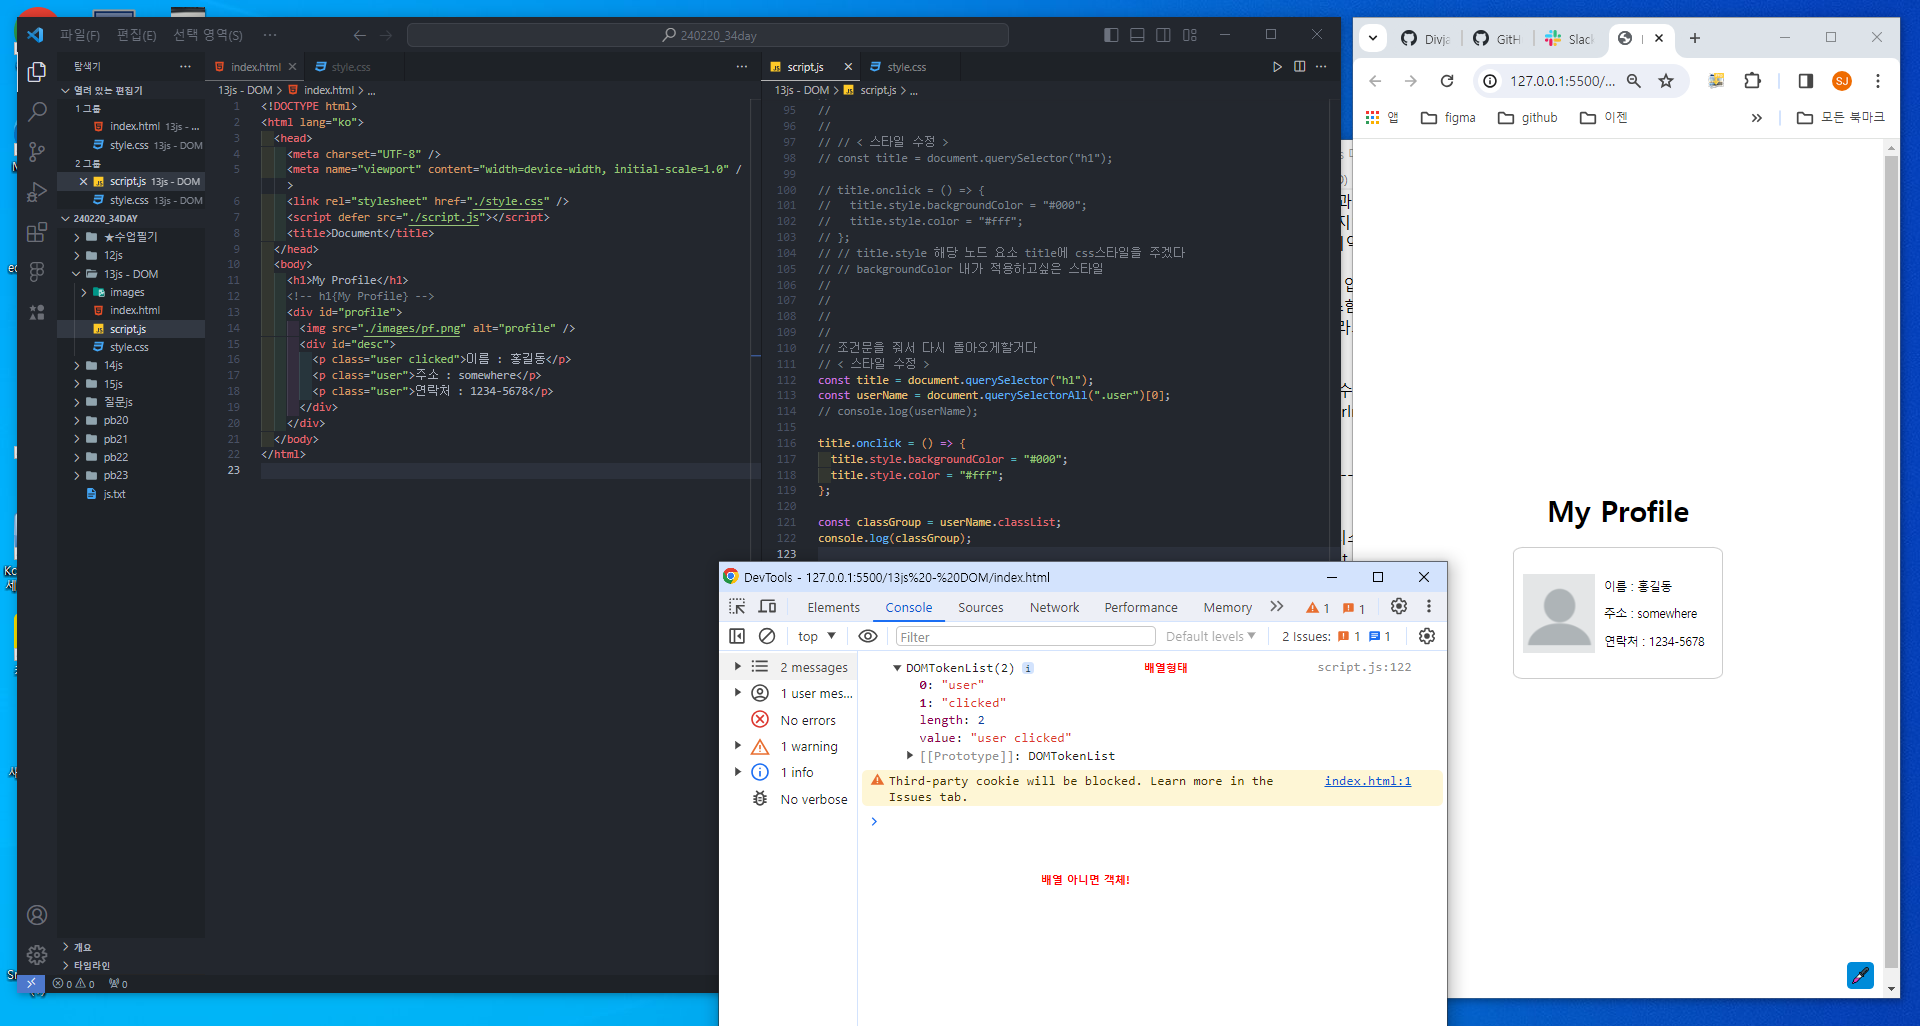 파일(F) 편집(E) 선택 영역(S) ···
240220_34day
탐색기
열려 있는 편집기
1 그룹
index.html 13js - ...
style.css 13js - DOM
2 그룹
script.js 13js - DOM
style.css 13js - DOM
240220_34DAY
★수업필기
12js
13js - DOM
images
index.html
script.js
style.css
14js
15js
질문js
pb20
pb21
pb22
pb23
js.txt
개요
타임라인
0 0 0
index.html
style.css
13js - DOM > index.html > ...
1 <!DOCTYPE html>
2 <html lang="ko">
3 <head>
4 <meta charset="UTF-8" />
5 <meta name="viewport" content="width=device-width, initial-scale=1.0" /
>
6 <link rel="stylesheet" href="./style.css" />
7 <script defer src="./script.js"></script>
8 <title>Document</title>
9 </head>
10 <body>
11 <h1>My Profile</h1>
12 <!-- h1{My Profile} -->
13 <div id="profile">
14 <img src="./images/pf.png" alt="profile" />
15 <div id="desc">
16 <p class="user clicked">이름 : 홍길동</p>
17 <p class="user">주소 : somewhere</p>
18 <p class="user">연락처 : 1234-5678</p>
19 </div>
20 </div>
21 </body>
22 </html>
23
script.js
style.css
13js - DOM > script.js > ...
95 //
96 //
97 // // < 스타일 수정 >
98 // const title = document.querySelector("h1");
99
100 // title.onclick = () => {
101 //   title.style.backgroundColor = "#000";
102 //   title.style.color = "#fff";
103 // };
104 // // title.style 해당 노드 요소 title에 css스타일을 주겠다
105 // // backgroundColor 내가 적용하고싶은 스타일
106 //
107 //
108 //
109 //
110 // 조건문을 줘서 다시 돌아오게할거다
111 // < 스타일 수정 >
112 const title = document.querySelector("h1");
113 const userName = document.querySelectorAll(".user")[0];
114 // console.log(userName);
115
116 title.onclick = () => {
117 title.style.backgroundColor = "#000";
118 title.style.color = "#fff";
119 };
120
121 const classGroup = userName.classList;
122 console.log(classGroup);
123
DevTools - 127.0.0.1:5500/13js%20-%20DOM/index.html
Elements Console Sources Network Performance Memory 1 1
top Filter Default levels 2 Issues: 1 1
2 messages
1 user mes...
No errors
1 warning
1 info
No verbose
DOMTokenList(2) i 배열형태 script.js:122
0: "user"
1: "clicked"
length: 2
value: "user clicked"
[[Prototype]]: DOMTokenList
Third-party cookie will be blocked. Learn more in the index.html:1
Issues tab.
배열 아니면 객체!
Divja GitH Slac
127.0.0.1:5500/... SJ
앱 figma github 이젠 모든 북마크
My Profile
이름 : 홍길동
주소 : somewhere
연락처 : 1234-5678